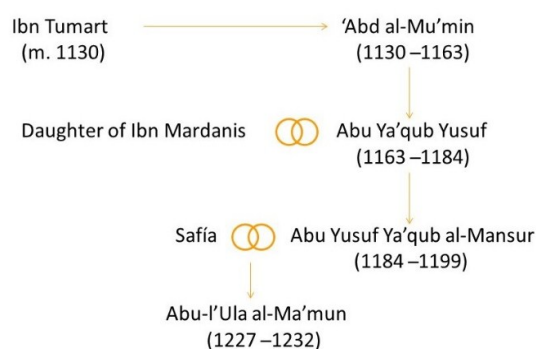 Ibn Tumart
(m. 1130)
‘Abd al-Mu’min
(1130 –1163)
Daughter of Ibn Mardanis
Abu Ya’qub Yusuf
(1163 –1184)
Safía
Abu Yusuf Ya’qub al-Mansur
(1184 –1199)
Abu-l’Ula al-Ma’mun
(1227 –1232)